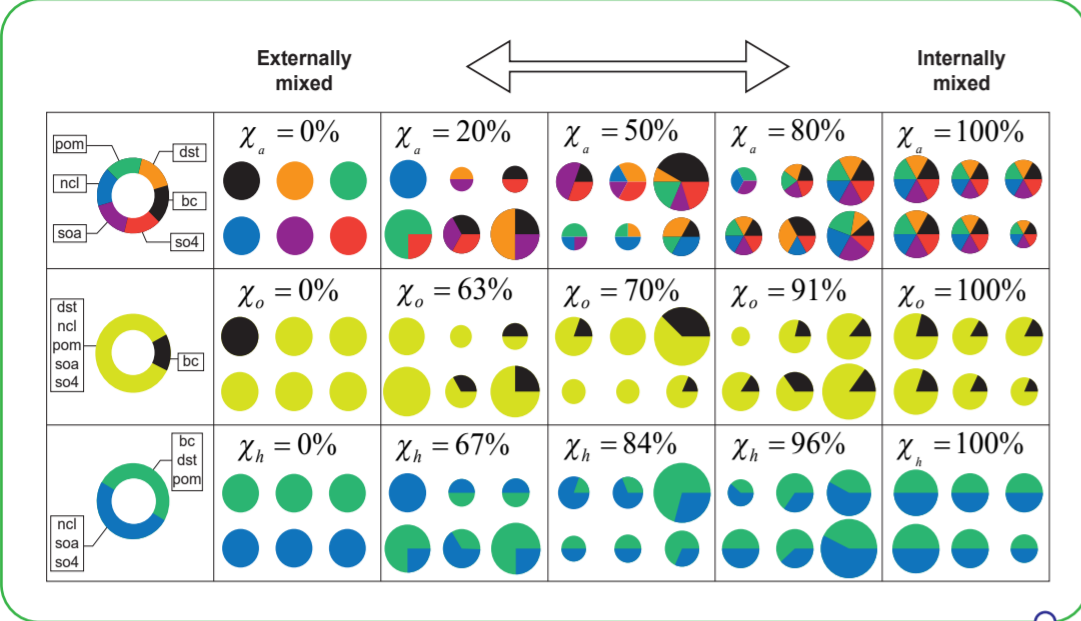 Externally
mixed
Internally
mixed
pom
dst
ncl
bc
soa
so4
χₐ = 0%
χₐ = 20%
χₐ = 50%
χₐ = 80%
χₐ = 100%
dst
ncl
pom
soa
so4
bc
χₒ = 0%
χₒ = 63%
χₒ = 70%
χₒ = 91%
χₒ = 100%
bc
dst
pom
ncl
soa
so4
χₕ = 0%
χₕ = 67%
χₕ = 84%
χₕ = 96%
χₕ = 100%